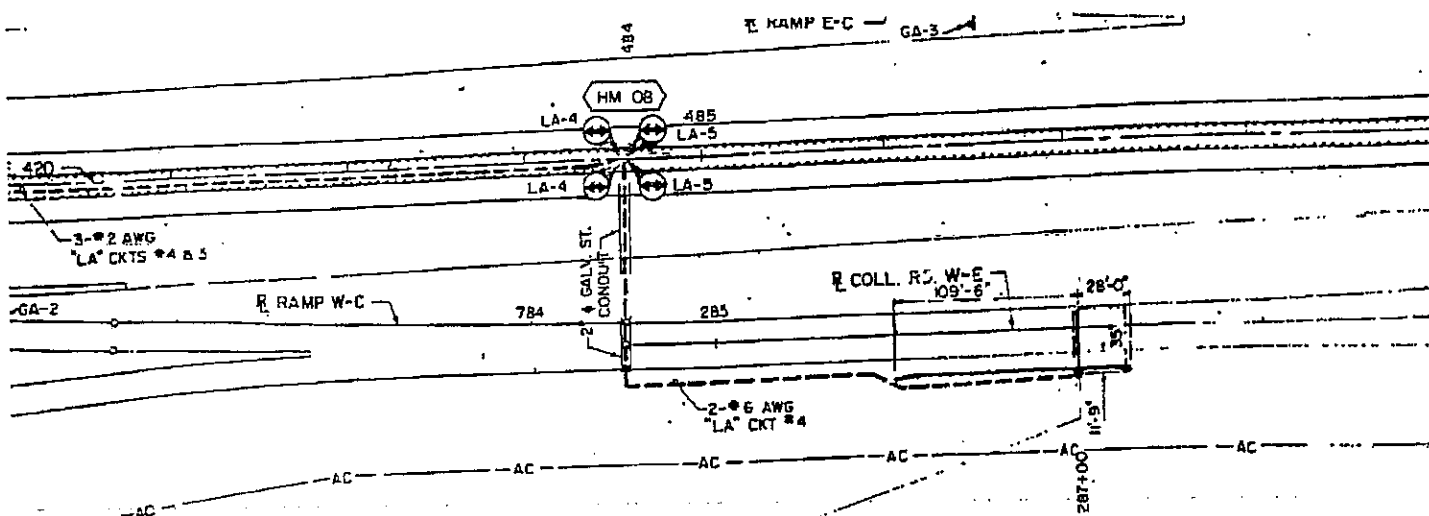 484
℄ RAMP E-C
GA-3
HM 08
LA-4
485
LA-5
420
LA-4
LA-5
3-#2 AWG
"LA" CKTS #4 & 5
2" ⌀ GALV. ST.
CONDUIT
GA-2
℄ RAMP W-C
784
285
℄ COLL. RD. W-E
109'-6"
28'-0"
35'
2-#6 AWG
"LA" CKT #4
11'-9"
287+00
AC
AC
AC
AC
AC
AC
AC